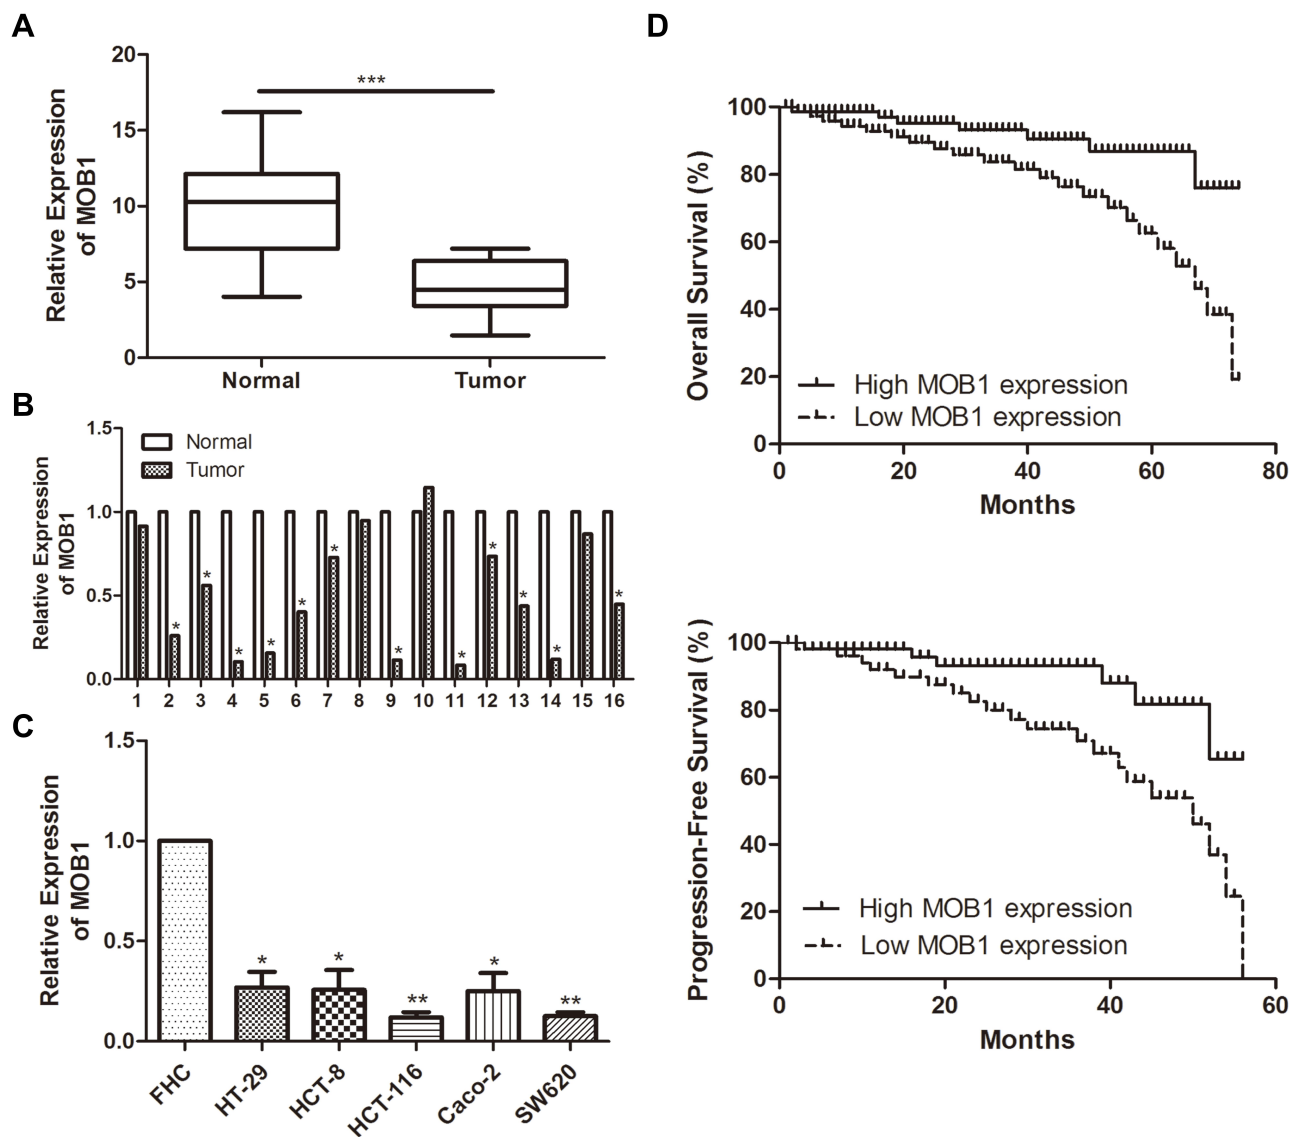 A
Relative Expression
of MOB1
20
15
10
5
0
***
Normal
Tumor
B
Relative Expression
of MOB1
1.5
1.0
0.5
0.0
Normal
Tumor
* * * * * * * * * * * *
1 2 3 4 5 6 7 8 9 10 11 12 13 14 15 16
C
Relative Expression
of MOB1
1.5
1.0
0.5
0.0
* * ** * **
FHC
HT-29
HCT-8
HCT-116
Caco-2
SW620
D
Overall Survival (%)
100
80
60
40
20
0
High MOB1 expression
Low MOB1 expression
0 20 40 60 80
Months
Progression-Free Survival (%)
100
80
60
40
20
0
High MOB1 expression
Low MOB1 expression
0 20 40 60
Months